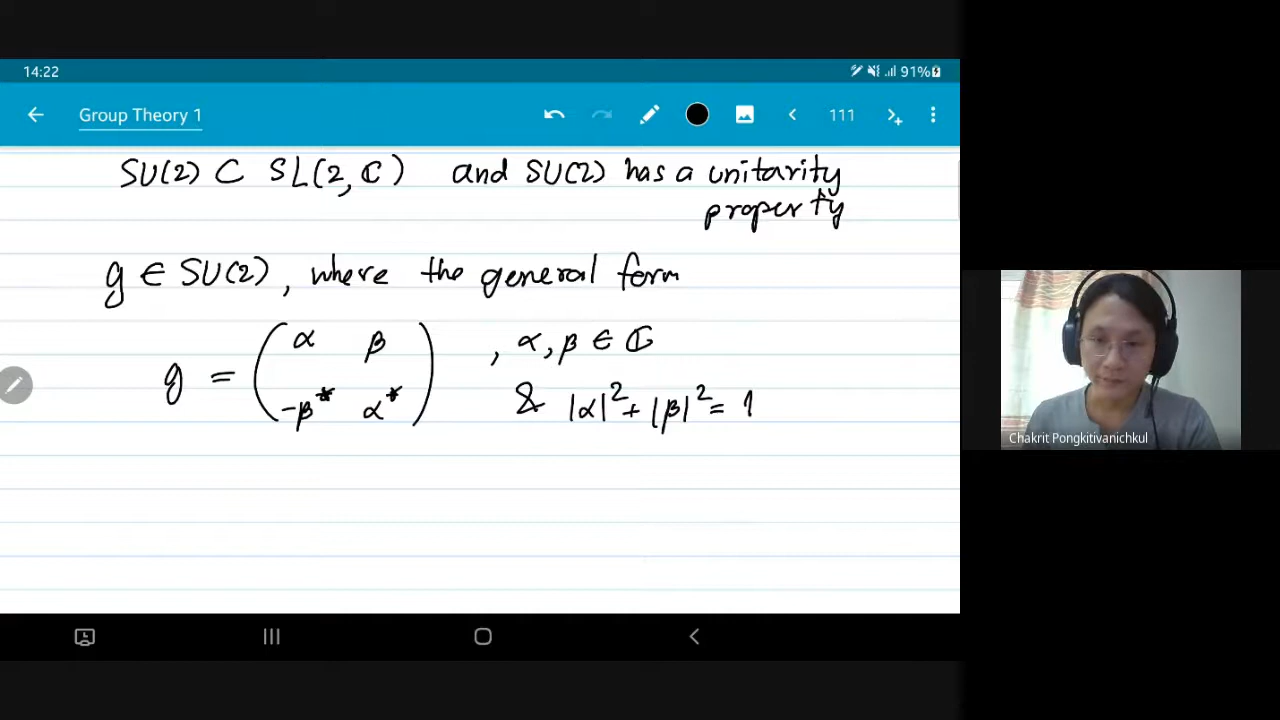 14:22
91%
Group Theory 1
111
SU(2) ⊂ SL(2, ℂ) and SU(2) has a unitarity
property
g ∈ SU(2), where the general form
g = ( α β , α, β ∈ ℂ
-β* α* ) & |α|²+ |β|² = 1
Chakrit Pongkitivanichkul